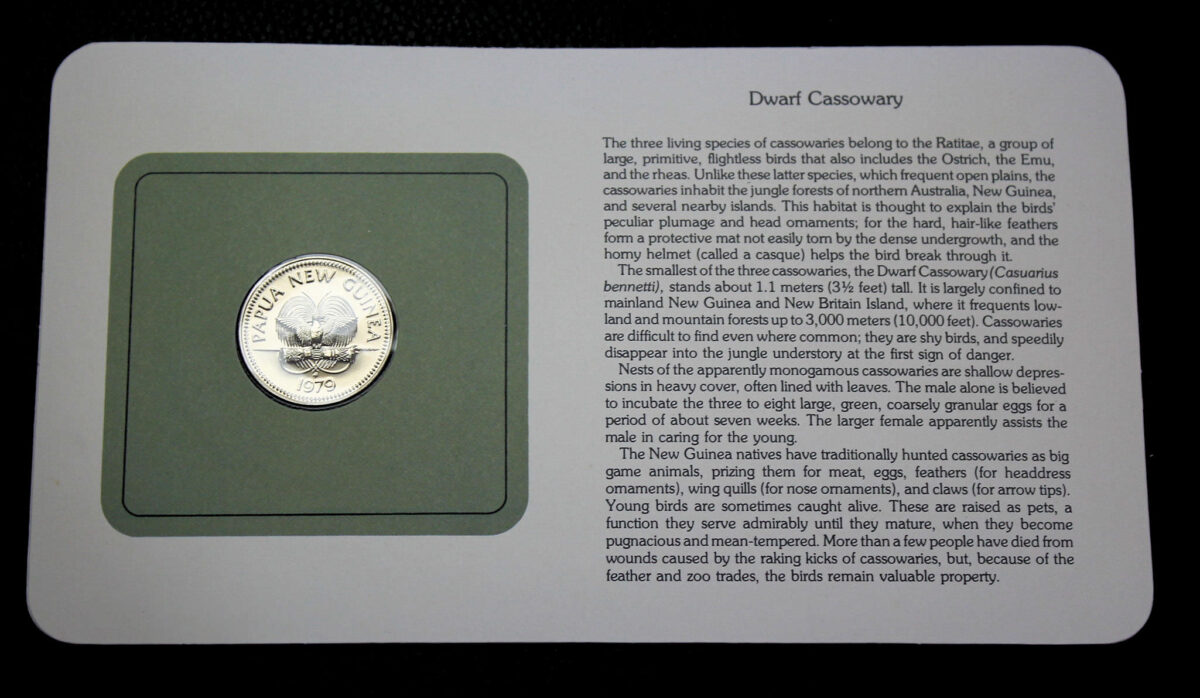 PAPUA NEW GUINEA
1979
Dwarf Cassowary
The three living species of cassowaries belong to the Ratitae, a group of
large, primitive, flightless birds that also includes the Ostrich, the Emu,
and the rheas. Unlike these latter species, which frequent open plains, the
cassowaries inhabit the jungle forests of northern Australia, New Guinea,
and several nearby islands. This habitat is thought to explain the birds'
peculiar plumage and head ornaments; for the hard, hair-like feathers
form a protective mat not easily torn by the dense undergrowth, and the
horny helmet (called a casque) helps the bird break through it.
The smallest of the three cassowaries, the Dwarf Cassowary (Casuarius
bennetti), stands about 1.1 meters (3½ feet) tall. It is largely confined to
mainland New Guinea and New Britain Island, where it frequents low-
land and mountain forests up to 3,000 meters (10,000 feet). Cassowaries
are difficult to find even where common; they are shy birds, and speedily
disappear into the jungle understory at the first sign of danger.
Nests of the apparently monogamous cassowaries are shallow depres-
sions in heavy cover, often lined with leaves. The male alone is believed
to incubate the three to eight large, green, coarsely granular eggs for a
period of about seven weeks. The larger female apparently assists the
male in caring for the young.
The New Guinea natives have traditionally hunted cassowaries as big
game animals, prizing them for meat, eggs, feathers (for headdress
ornaments), wing quills (for nose ornaments), and claws (for arrow tips).
Young birds are sometimes caught alive. These are raised as pets, a
function they serve admirably until they mature, when they become
pugnacious and mean-tempered. More than a few people have died from
wounds caused by the raking kicks of cassowaries, but, because of the
feather and zoo trades, the birds remain valuable property.